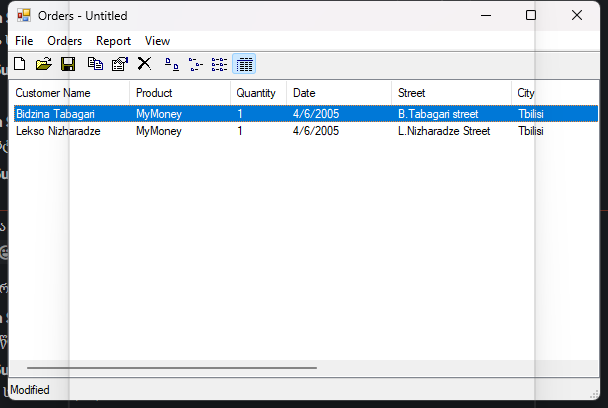 Orders - Untitled
File Orders Report View
Customer Name Product Quantity Date Street City
Bidzina Tabagari MyMoney 1 4/6/2005 B.Tabagari street Tbilisi
Lekso Nizharadze MyMoney 1 4/6/2005 L.Nizharadze Street Tbilisi
Modified